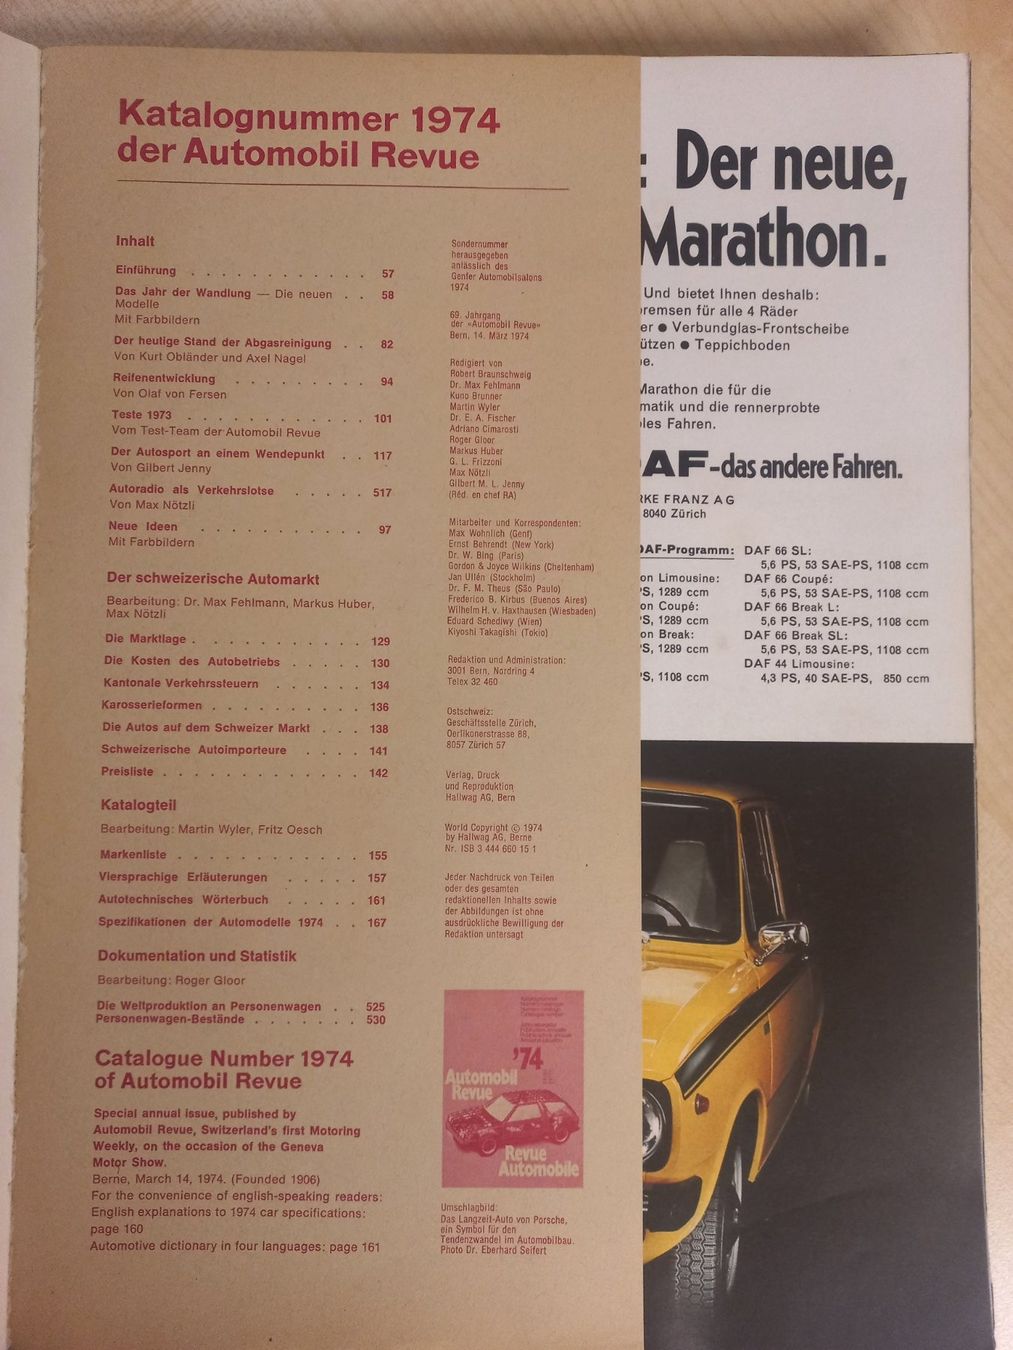 Katalognummer 1974
der Automobil Revue
Inhalt
Einführung . . . . . . . . . . . . 57
Das Jahr der Wandlung — Die neuen . . 58
Modelle
Mit Farbbildern
Der heutige Stand der Abgasreinigung . . 82
Von Kurt Obländer und Axel Nagel
Reifenentwicklung . . . . . . . . 94
Von Olaf von Fersen
Teste 1973 . . . . . . . . . . . . 101
Vom Test-Team der Automobil Revue
Der Autosport an einem Wendepunkt . . 117
Von Gilbert Jenny
Autoradio als Verkehrslotse . . . . . 517
Von Max Nötzli
Neue Ideen . . . . . . . . . . . 97
Mit Farbbildern
Der schweizerische Automarkt
Bearbeitung: Dr. Max Fehlmann, Markus Huber,
Max Nötzli
Die Marktlage . . . . . . . . . . . 129
Die Kosten des Autobetriebs . . . . . 130
Kantonale Verkehrssteuern . . . . . . 134
Karosserieformen . . . . . . . . . . 136
Die Autos auf dem Schweizer Markt . . . 138
Schweizerische Autoimporteure . . . . 141
Preisliste . . . . . . . . . . . . . 142
Katalogteil
Bearbeitung: Martin Wyler, Fritz Oesch
Markenliste . . . . . . . . . . . . 155
Viersprachige Erläuterungen . . . . . 157
Autotechnisches Wörterbuch . . . . . 161
Spezifikationen der Automodelle 1974 . . 167
Dokumentation und Statistik
Bearbeitung: Roger Gloor
Die Weltproduktion an Personenwagen . . 525
Personenwagen-Bestände . . . . . . . 530
Catalogue Number 1974
of Automobil Revue
Special annual issue, published by
Automobil Revue, Switzerland's first Motoring
Weekly, on the occasion of the Geneva
Motor Show.
Berne, March 14, 1974. (Founded 1906)
For the convenience of english-speaking readers:
English explanations to 1974 car specifications:
page 160
Automotive dictionary in four languages: page 161
Sondernummer
herausgegeben
anlässlich des
Genfer Automobilsalons
1974
69. Jahrgang
der «Automobil Revue»
Bern, 14. März 1974
Redigiert von
Robert Braunschweig
Dr. Max Fehlmann
Kuno Brunner
Martin Wyler
Dr. E. A. Fischer
Adriano Cimarosti
Roger Gloor
Markus Huber
G. L. Frizzoni
Max Nötzli
Gilbert M. L. Jenny
(Réd. en chef RA)
Mitarbeiter und Korrespondenten:
Max Wohnlich (Genf)
Ernst Behrendt (New York)
Dr. W. Bing (Paris)
Gordon & Joyce Wilkins (Cheltenham)
Jan Ullén (Stockholm)
Dr. F. M. Theus (São Paulo)
Frederico B. Kirbus (Buenos Aires)
Wilhelm H. v. Haxthausen (Wiesbaden)
Eduard Schediwy (Wien)
Kiyoshi Takagishi (Tokio)
Redaktion und Administration:
3001 Bern, Nordring 4
Telex 32 460
Ostschweiz:
Geschäftsstelle Zürich,
Oerlikonerstrasse 88,
8057 Zürich 57
Verlag, Druck
und Reproduktion
Hallwag AG, Bern
World Copyright © 1974
by Hallwag AG, Berne
Nr. ISB 3 444 660 15 1
Jeder Nachdruck von Teilen
oder des gesamten
redaktionellen Inhalts sowie
der Abbildungen ist ohne
ausdrückliche Bewilligung der
Redaktion untersagt
'74
Automobil
Revue
Revue
Automobile
Umschlagbild:
Das Langzeit-Auto von Porsche,
ein Symbol für den
Tendenzwandel im Automobilbau.
Photo Dr. Eberhard Seifert
: Der neue,
Marathon.
Und bietet Ihnen deshalb:
remsen für alle 4 Räder
er ● Verbundglas-Frontscheibe
ützen ● Teppichboden
e.
Marathon die für die
matik und die rennerprobte
les Fahren.
DAF-das andere Fahren.
RKE FRANZ AG
8040 Zürich
DAF-Programm:
on Limousine:
PS, 1289 ccm
on Coupé:
PS, 1289 ccm
on Break:
PS, 1289 ccm
PS, 1108 ccm
DAF 66 SL:
5,6 PS, 53 SAE-PS, 1108 ccm
DAF 66 Coupé:
5,6 PS, 53 SAE-PS, 1108 ccm
DAF 66 Break L:
5,6 PS, 53 SAE-PS, 1108 ccm
DAF 66 Break SL:
5,6 PS, 53 SAE-PS, 1108 ccm
DAF 44 Limousine:
4,3 PS, 40 SAE-PS, 850 ccm